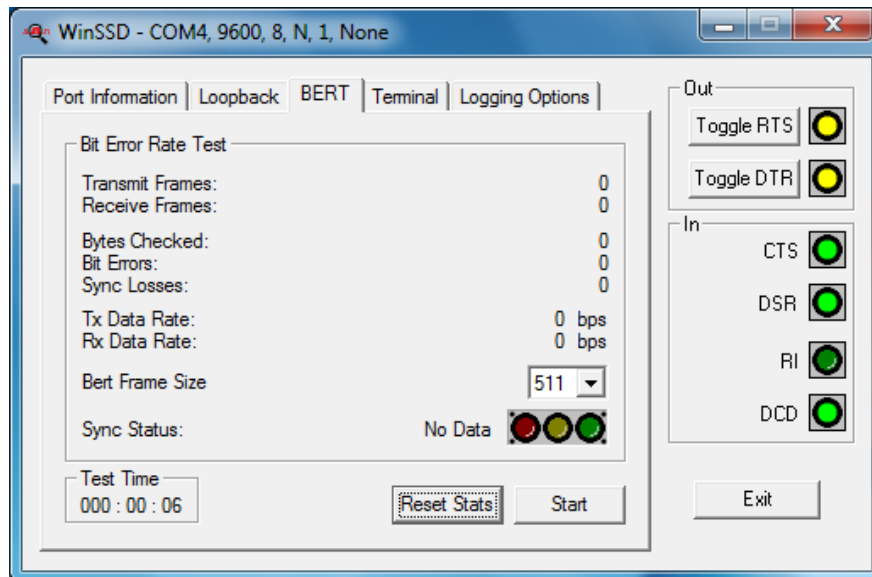 WinSSD - COM4, 9600, 8, N, 1, None
Port Information Loopback BERT Terminal Logging Options
Bit Error Rate Test
Transmit Frames: 0
Receive Frames: 0
Bytes Checked: 0
Bit Errors: 0
Sync Losses: 0
Tx Data Rate: 0 bps
Rx Data Rate: 0 bps
Bert Frame Size 511
Sync Status: No Data
Test Time
000 : 00 : 06
Reset Stats Start
Out
Toggle RTS
Toggle DTR
In
CTS
DSR
RI
DCD
Exit